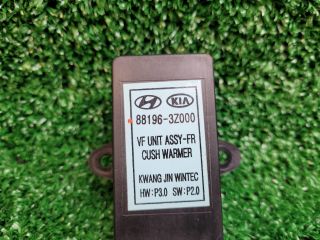 KIA
88196-3Z000
VF UNIT ASSY-FR
CUSH WARMER
KWANG JIN WINTEC
HW:P3.0 SW:P2.0